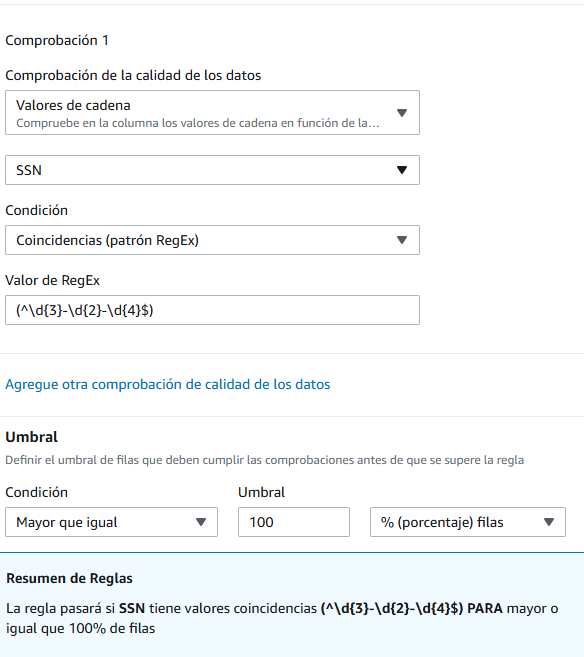 Comprobación 1
Comprobación de la calidad de los datos
Valores de cadena
Compruebe en la columna los valores de cadena en función de la...
SSN
Condición
Coincidencias (patrón RegEx)
Valor de RegEx
(^\d{3}-\d{2}-\d{4}$)
Agregue otra comprobación de calidad de los datos
Umbral
Definir el umbral de filas que deben cumplir las comprobaciones antes de que se supere la regla
Condición Umbral
Mayor que igual 100 % (porcentaje) filas
Resumen de Reglas
La regla pasará si SSN tiene valores coincidencias (^\d{3}-\d{2}-\d{4}$) PARA mayor o
igual que 100% de filas